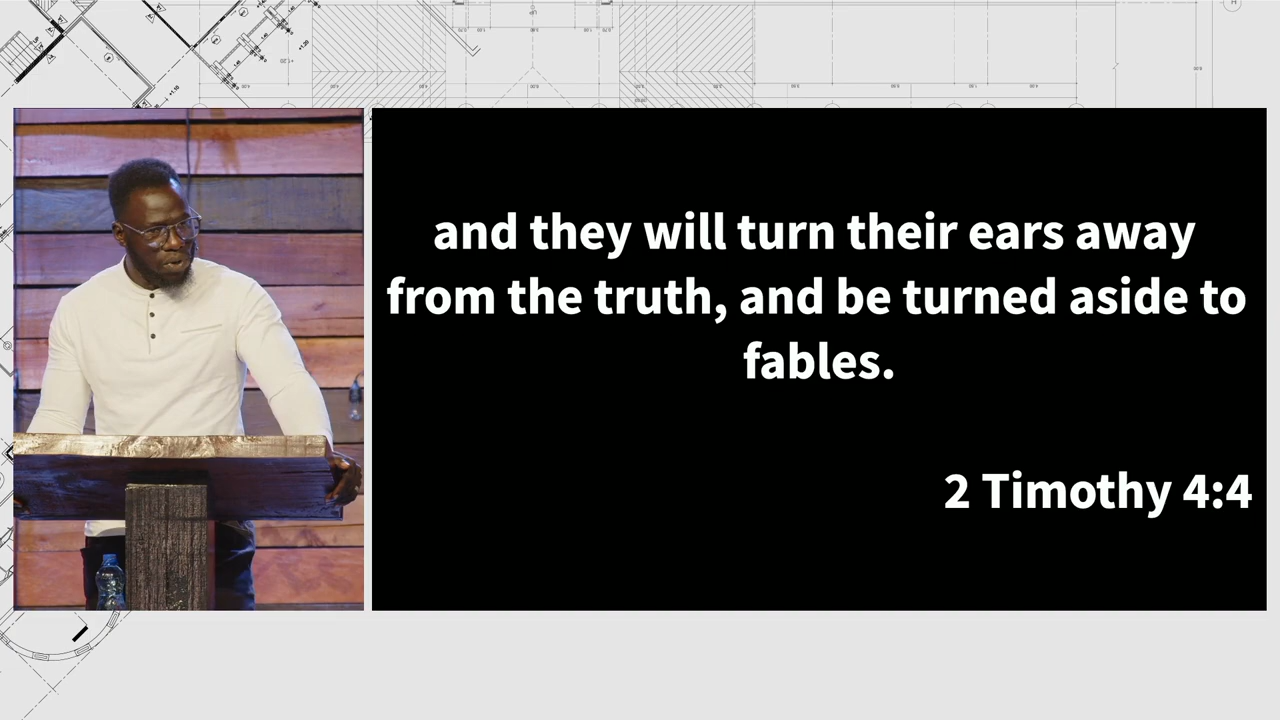 and they will turn their ears away
from the truth, and be turned aside to
fables.
2 Timothy 4:4